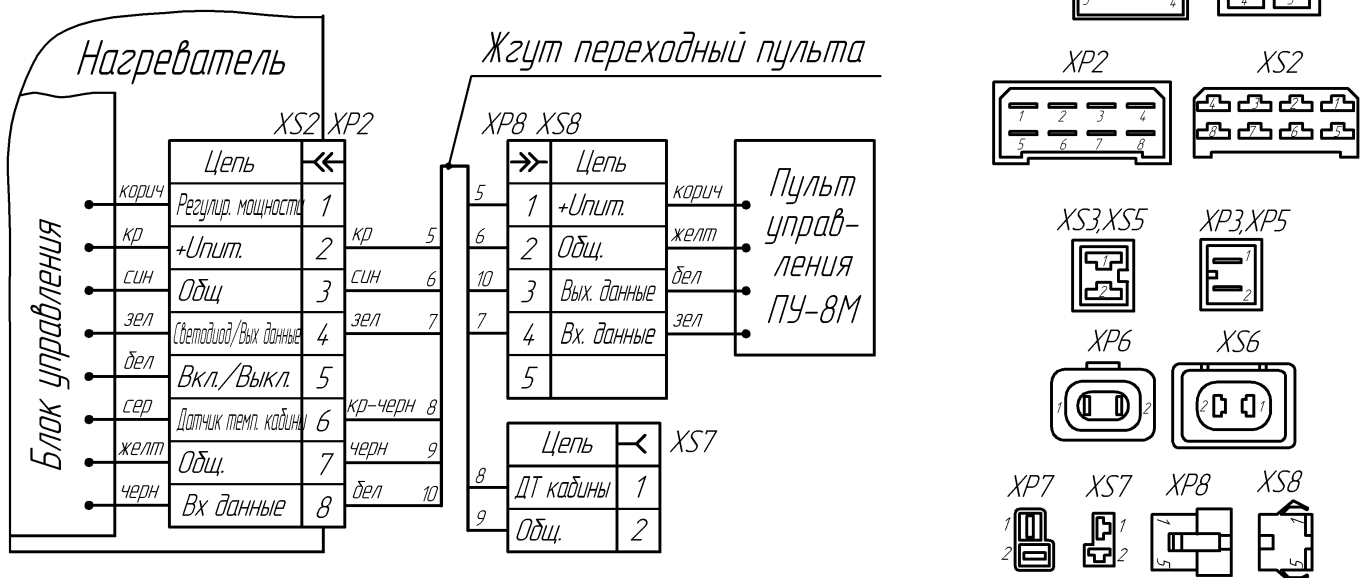 Нагреватель
Жгут переходный пульта
XS2 XP2
XP8 XS8
Блок управления
корич
кр
син
зел
бел
сер
желт
черн
Цепь
Регулир. мощности 1
+Uпит. 2
Общ 3
Светодиод/Вых данные 4
Вкл./Выкл. 5
Датчик темп. кабины 6
Общ. 7
Вх данные 8
кр 5
син 6
зел 7
кр-черн 8
черн 9
бел 10
5
6
10
7
8
9
Цепь
1 +Uпит.
2 Общ.
3 Вых. данные
4 Вх. данные
5
корич
желт
бел
зел
Пульт
управ-
ления
ПУ-8М
Цепь
XS7
ДТ кабины 1
Общ. 2
4
4 3
XP2
1 2 3 4
5 6 7 8
XS2
4 3 2 1
8 7 6 5
XS3,XS5
1
2
XP3,XP5
1
2
XP6
1 2
XS6
2 1
XP7
1
2
XS7
1
2
XP8
1
5
XS8
1
5